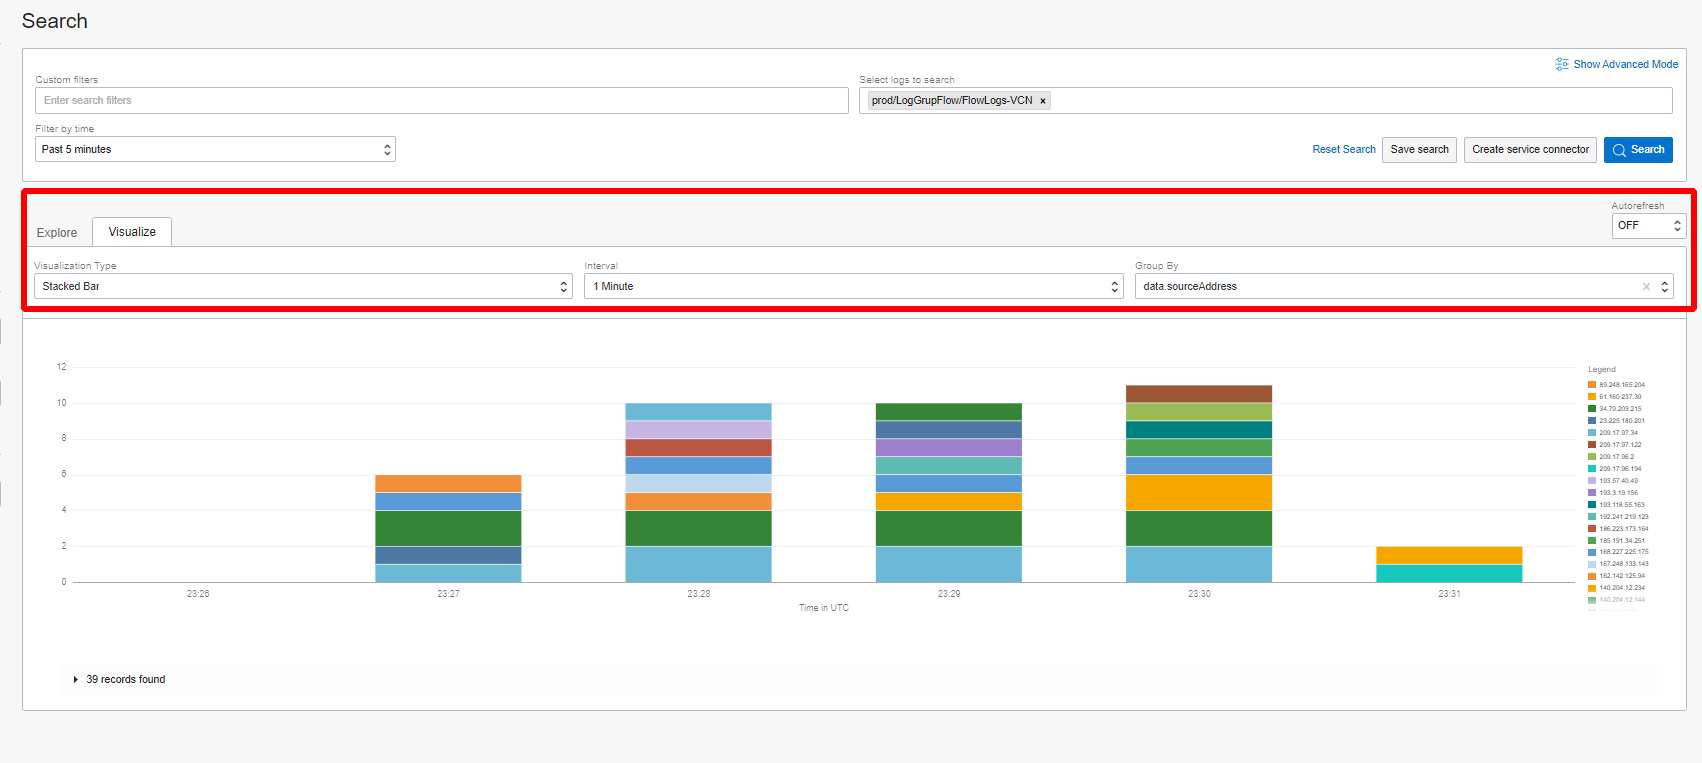 Search
Show Advanced Mode
Custom filters
Enter search filters
Select logs to search
prod/LogGrupFlow/FlowLogs-VCN ×
Filter by time
Past 5 minutes
Reset Search
Save search
Create service connector
Search
Autorefresh
OFF
Explore
Visualize
Visualization Type
Stacked Bar
Interval
1 Minute
Group By
data.sourceAddress
12
10
8
6
4
2
0
23:26
23:27
23:28
23:29
23:30
23:31
Time in UTC
Legend
89.248.165.204
61.160.237.39
34.70.203.215
23.225.180.201
209.17.97.34
209.17.97.122
209.17.96.2
209.17.96.194
193.57.40.49
193.3.19.156
193.118.55.163
192.241.219.123
186.223.173.164
185.191.34.251
168.227.225.175
167.248.133.143
162.142.125.94
140.204.12.234
140.204.12.144
39 records found